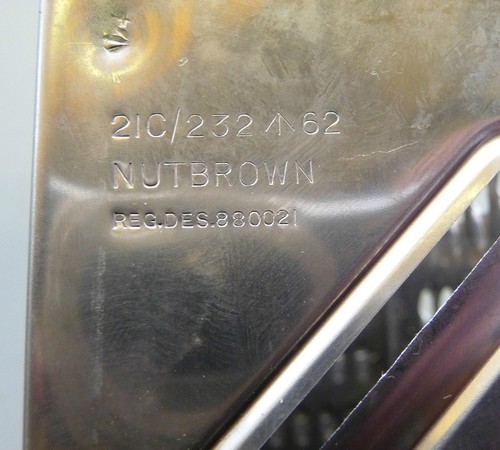 21C/232 ↑ 62
NUTBROWN
REG.DES.880021